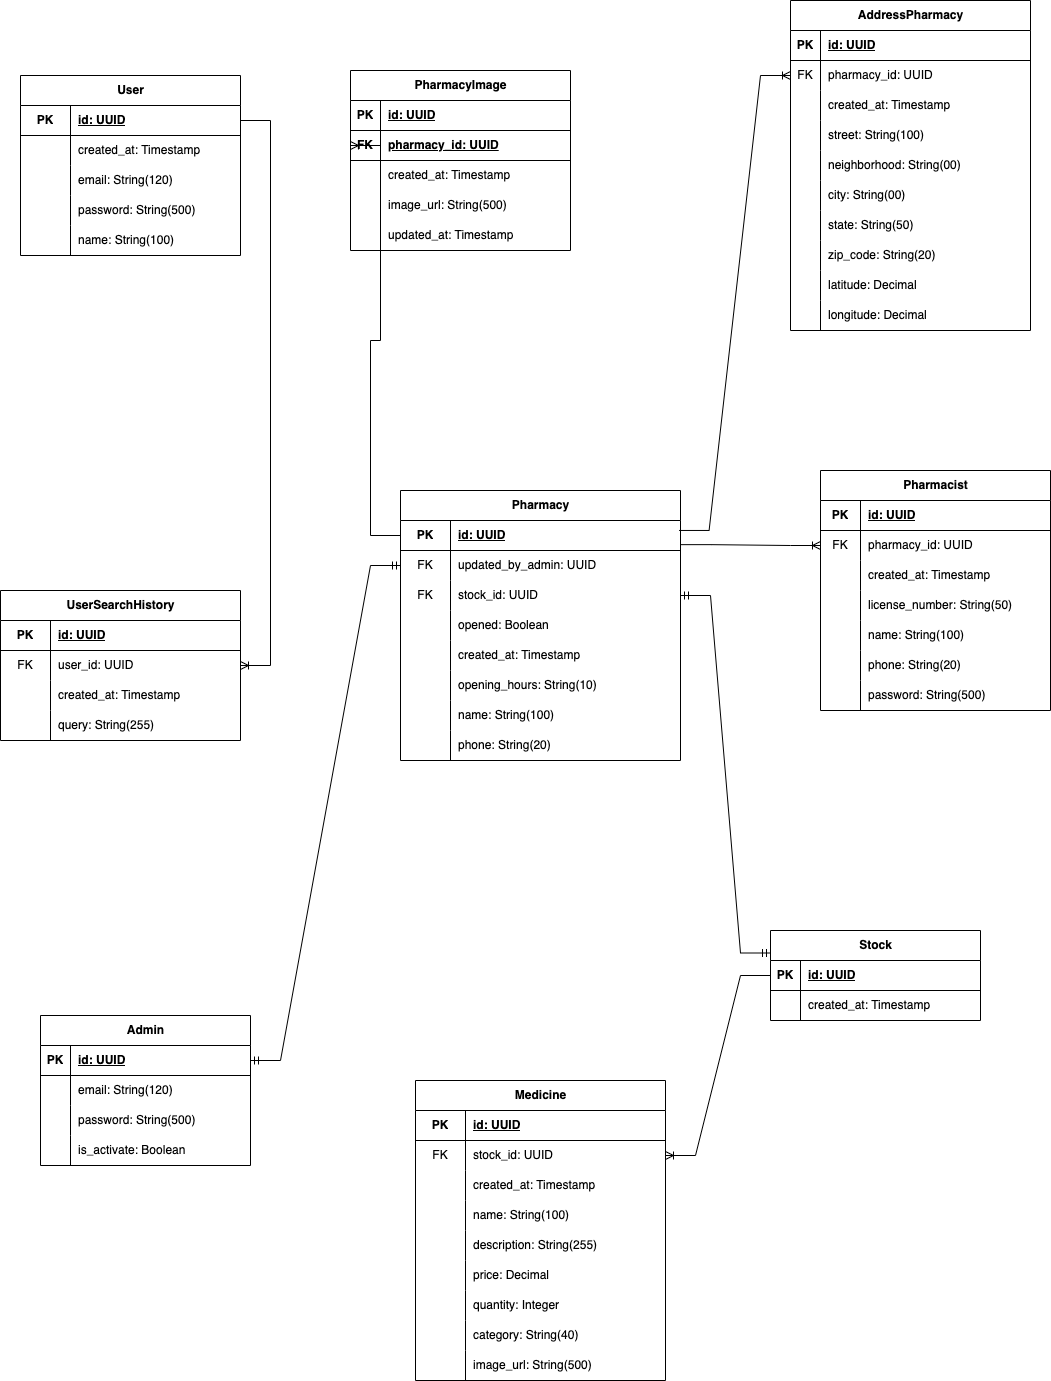 User
PK id: UUID
created_at: Timestamp
email: String(120)
password: String(500)
name: String(100)
PharmacyImage
PK id: UUID
FK pharmacy_id: UUID
created_at: Timestamp
image_url: String(500)
updated_at: Timestamp
AddressPharmacy
PK id: UUID
FK pharmacy_id: UUID
created_at: Timestamp
street: String(100)
neighborhood: String(00)
city: String(00)
state: String(50)
zip_code: String(20)
latitude: Decimal
longitude: Decimal
UserSearchHistory
PK id: UUID
FK user_id: UUID
created_at: Timestamp
query: String(255)
Pharmacy
PK id: UUID
FK updated_by_admin: UUID
FK stock_id: UUID
opened: Boolean
created_at: Timestamp
opening_hours: String(10)
name: String(100)
phone: String(20)
Pharmacist
PK id: UUID
FK pharmacy_id: UUID
created_at: Timestamp
license_number: String(50)
name: String(100)
phone: String(20)
password: String(500)
Admin
PK id: UUID
email: String(120)
password: String(500)
is_activate: Boolean
Stock
PK id: UUID
created_at: Timestamp
Medicine
PK id: UUID
FK stock_id: UUID
created_at: Timestamp
name: String(100)
description: String(255)
price: Decimal
quantity: Integer
category: String(40)
image_url: String(500)